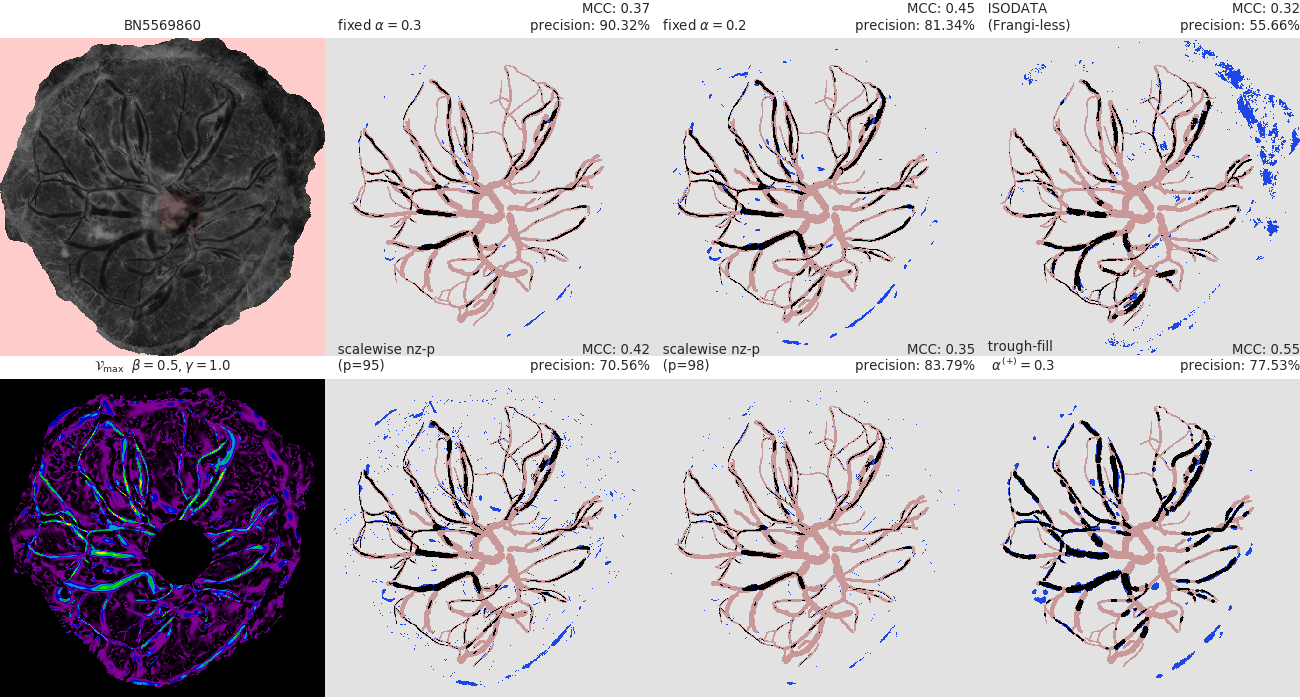 BN5569860
fixed α = 0.3
MCC: 0.37
precision: 90.32%
fixed α = 0.2
MCC: 0.45
precision: 81.34%
ISODATA
(Frangi-less)
MCC: 0.32
precision: 55.66%
𝒱max β = 0.5, γ = 1.0
scalewise nz-p
(p=95)
MCC: 0.42
precision: 70.56%
scalewise nz-p
(p=98)
MCC: 0.35
precision: 83.79%
trough-fill
α(+) = 0.3
MCC: 0.55
precision: 77.53%